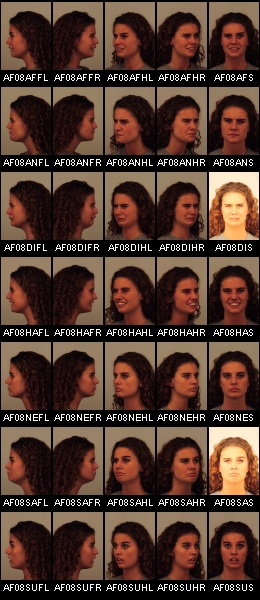 AF08AFFL AF08AFFR AF08AFHL AF08AFHR AF08AFS
AF08ANFL AF08ANFR AF08ANHL AF08ANHR AF08ANS
AF08DIFL AF08DIFR AF08DIHL AF08DIHR AF08DIS
AF08HAFL AF08HAFR AF08HAHL AF08HAHR AF08HAS
AF08NEFL AF08NEFR AF08NEHL AF08NEHR AF08NES
AF08SAFL AF08SAFR AF08SAHL AF08SAHR AF08SAS
AF08SUFL AF08SUFR AF08SUHL AF08SUHR AF08SUS